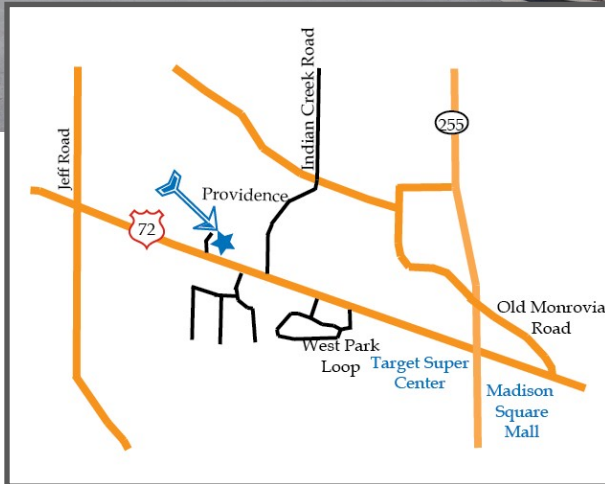 Indian Creek Road
255
Jeff Road
Providence
72
Old Monrovia
Road
West Park
Loop
Target Super
Center
Madison
Square
Mall